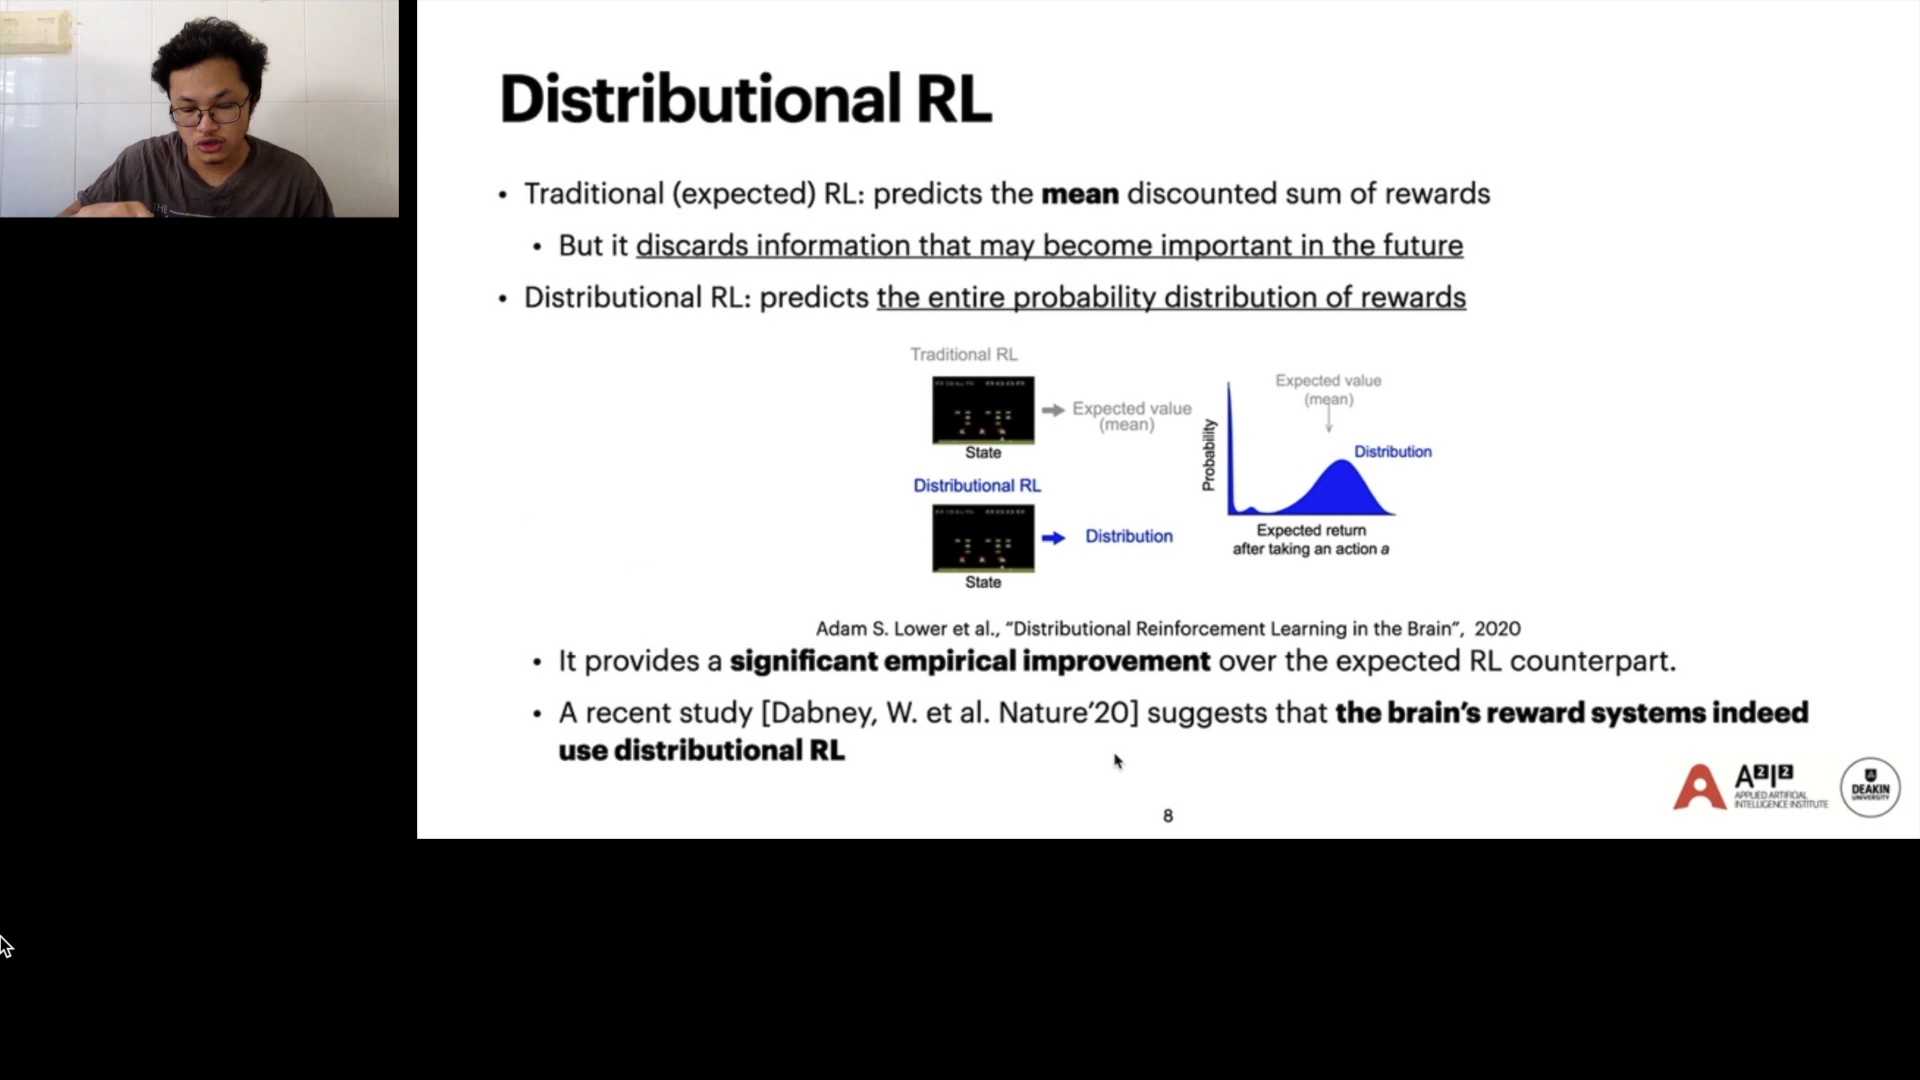 THE
Distributional RL
• Traditional (expected) RL: predicts the mean discounted sum of rewards
• But it discards information that may become important in the future
• Distributional RL: predicts the entire probability distribution of rewards
Traditional RL
Expected value
(mean)
State
Distributional RL
Distribution
State
Expected value
(mean)
Distribution
Probability
Expected return
after taking an action a
Adam S. Lower et al., “Distributional Reinforcement Learning in the Brain”, 2020
• It provides a significant empirical improvement over the expected RL counterpart.
• A recent study [Dabney, W. et al. Nature’20] suggests that the brain’s reward systems indeed
use distributional RL
A2I2
APPLIED ARTIFICIAL
INTELLIGENCE INSTITUTE
DEAKIN
UNIVERSITY
8